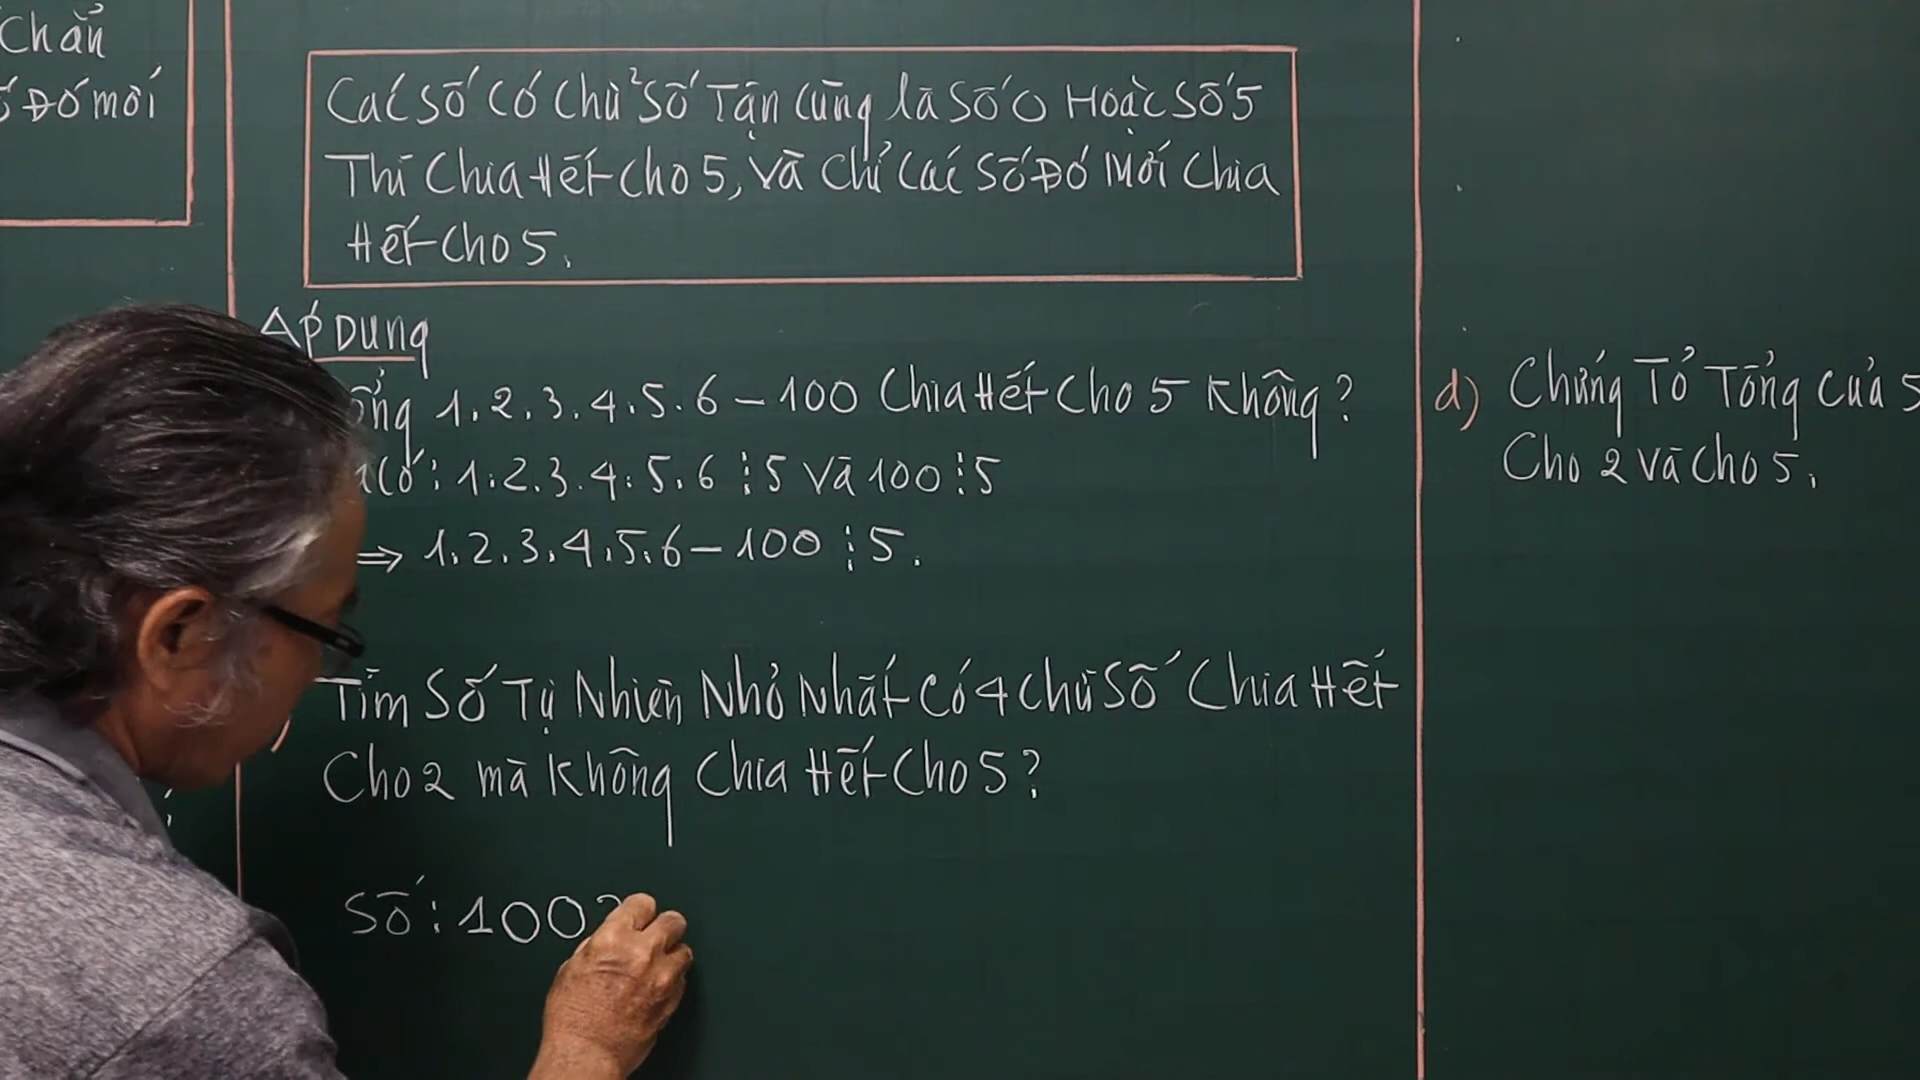 Chẵn
Đó mới
Các số có chữ số Tận cùng là số 0 Hoặc số 5
Thì Chia Hết cho 5, và chỉ các số Đó Mới Chia
Hết Cho 5.
Áp Dụng
1.2.3.4.5.6 – 100 Chia Hết Cho 5 Không?
Có: 1.2.3.4.5.6 ⋮ 5 và 100 ⋮ 5
⇒ 1.2.3.4.5.6 – 100 ⋮ 5.
Tìm Số Tự Nhiên Nhỏ Nhất Có 4 chữ Số Chia Hết
Cho 2 mà Không Chia Hết Cho 5?
Số: 100
d) Chứng Tỏ Tổng Của 5
Cho 2 và cho 5.